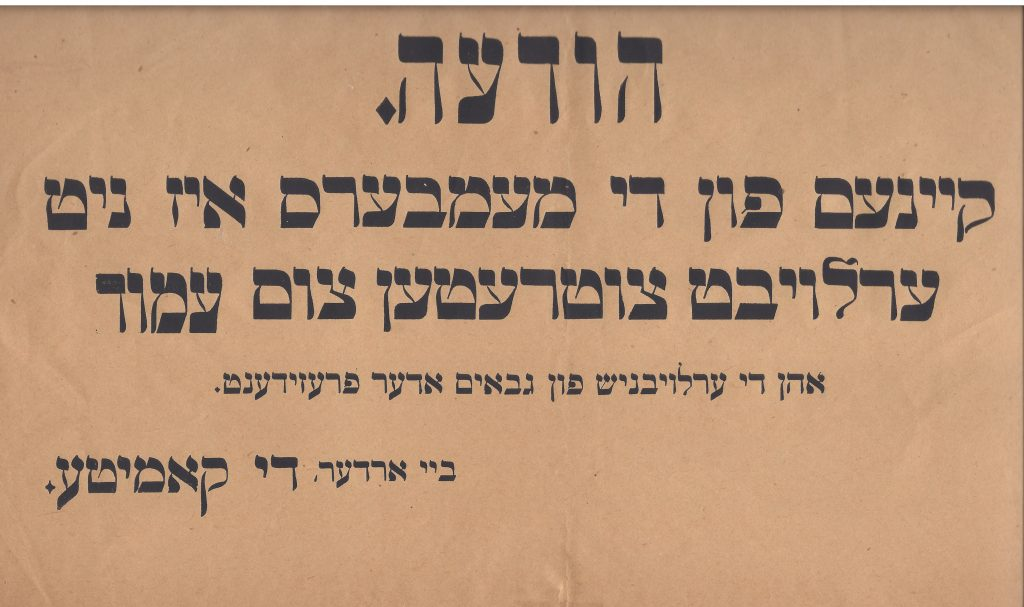 הודעה.
קיינעם פון די מעמבערס איז ניט
ערלויבט צוטרעטען צום עמוד
אהן די ערלויבניש פון גבאים אדער פרעזידענט.
ביי ארדער, די קאמיטע.